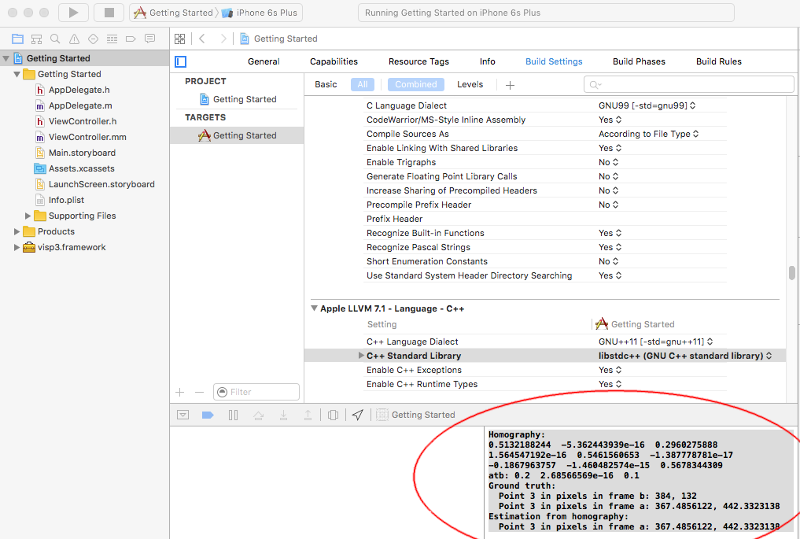 Getting Started
iPhone 6s Plus
Running Getting Started on iPhone 6s Plus
Getting Started
Getting Started
General
Capabilities
Resource Tags
Info
Build Settings
Build Phases
Build Rules
Getting Started
AppDelegate.h
AppDelegate.m
ViewController.h
ViewController.mm
Main.storyboard
Assets.xcassets
LaunchScreen.storyboard
Info.plist
Supporting Files
Products
visp3.framework
PROJECT
Getting Started
TARGETS
Getting Started
Basic
All
Combined
Levels
C Language Dialect GNU99 [-std=gnu99]
CodeWarrior/MS-Style Inline Assembly Yes
Compile Sources As According to File Type
Enable Linking With Shared Libraries Yes
Enable Trigraphs No
Generate Floating Point Library Calls No
Increase Sharing of Precompiled Headers No
Precompile Prefix Header No
Prefix Header
Recognize Built-in Functions Yes
Recognize Pascal Strings Yes
Short Enumeration Constants No
Use Standard System Header Directory Searching Yes
Apple LLVM 7.1 - Language - C++
Setting Getting Started
C++ Language Dialect GNU++11 [-std=gnu++11]
C++ Standard Library libstdc++ (GNU C++ standard library)
Enable C++ Exceptions Yes
Enable C++ Runtime Types Yes
Filter
Getting Started
Homography:
0.5132188244 -5.362443939e-16 0.2960275888
1.564547192e-16 0.5461560653 -1.387778781e-17
-0.1867963757 -1.460482574e-15 0.5678344309
atb: 0.2 2.68566569e-16 0.1
Ground truth:
Point 3 in pixels in frame b: 384, 132
Point 3 in pixels in frame a: 367.4856122, 442.3323138
Estimation from homography:
Point 3 in pixels in frame a: 367.4856122, 442.3323138